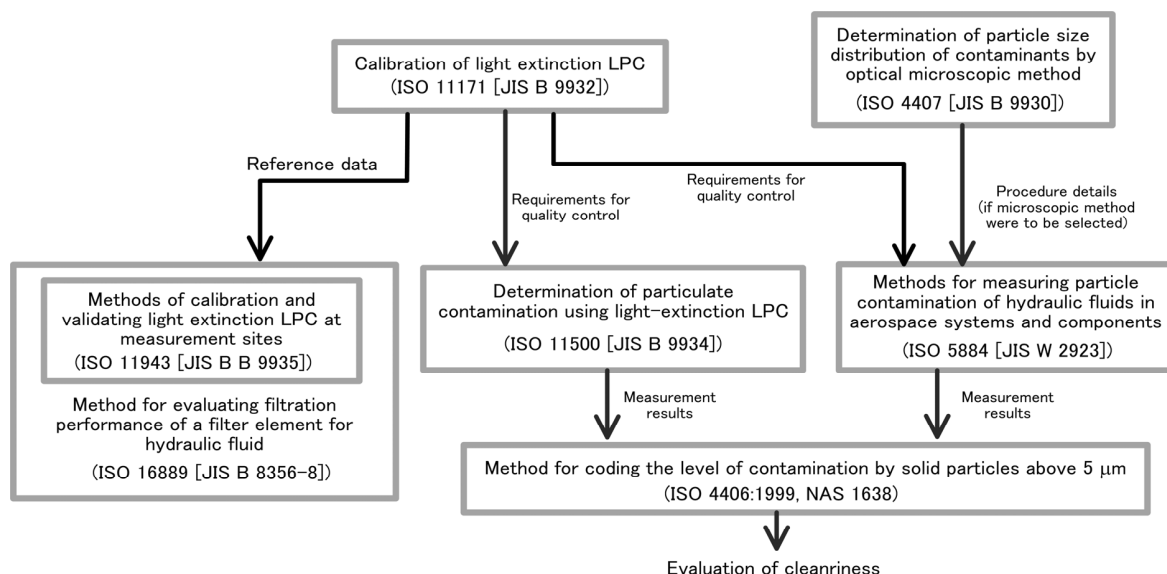 Calibration of light extinction LPC
(ISO 11171 [JIS B 9932])
Determination of particle size
distribution of contaminants by
optical microscopic method
(ISO 4407 [JIS B 9930])
Reference data
Requirements for
quality control
Requirements for
quality control
Procedure details
(if microscopic method
were to be selected)
Methods of calibration and
validating light extinction LPC at
measurement sites
(ISO 11943 [JIS B B 9935])
Method for evaluating filtration
performance of a filter element for
hydraulic fluid
(ISO 16889 [JIS B 8356-8])
Determination of particulate
contamination using light-extinction LPC
(ISO 11500 [JIS B 9934])
Methods for measuring particle
contamination of hydraulic fluids in
aerospace systems and components
(ISO 5884 [JIS W 2923])
Measurement
results
Measurement
results
Method for coding the level of contamination by solid particles above 5 μm
(ISO 4406:1999, NAS 1638)
Evaluation of cleanriness